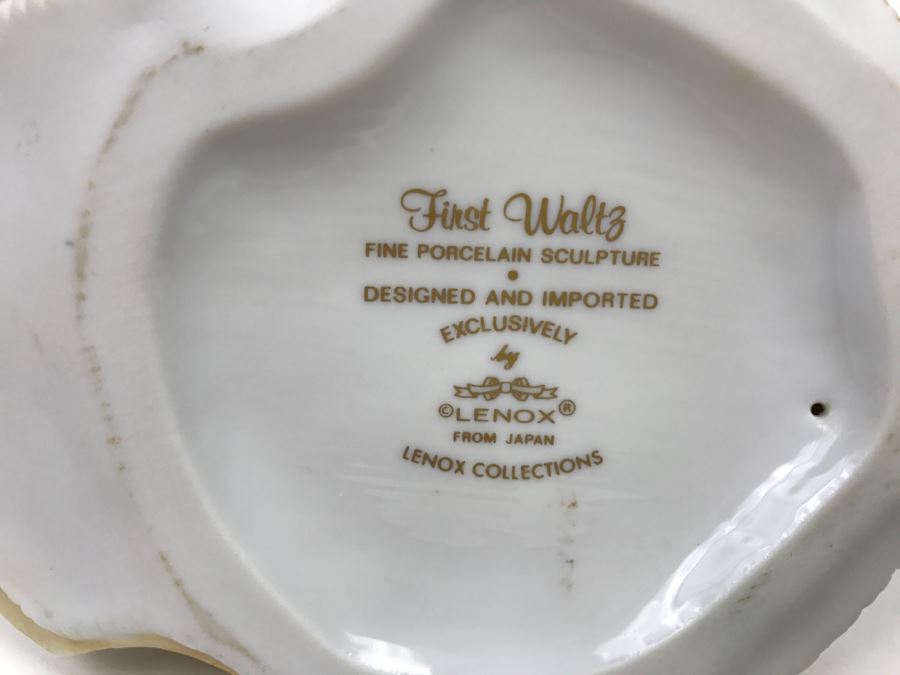 First Waltz
FINE PORCELAIN SCULPTURE
•
DESIGNED AND IMPORTED
EXCLUSIVELY
by
©LENOX®
FROM JAPAN
LENOX COLLECTIONS